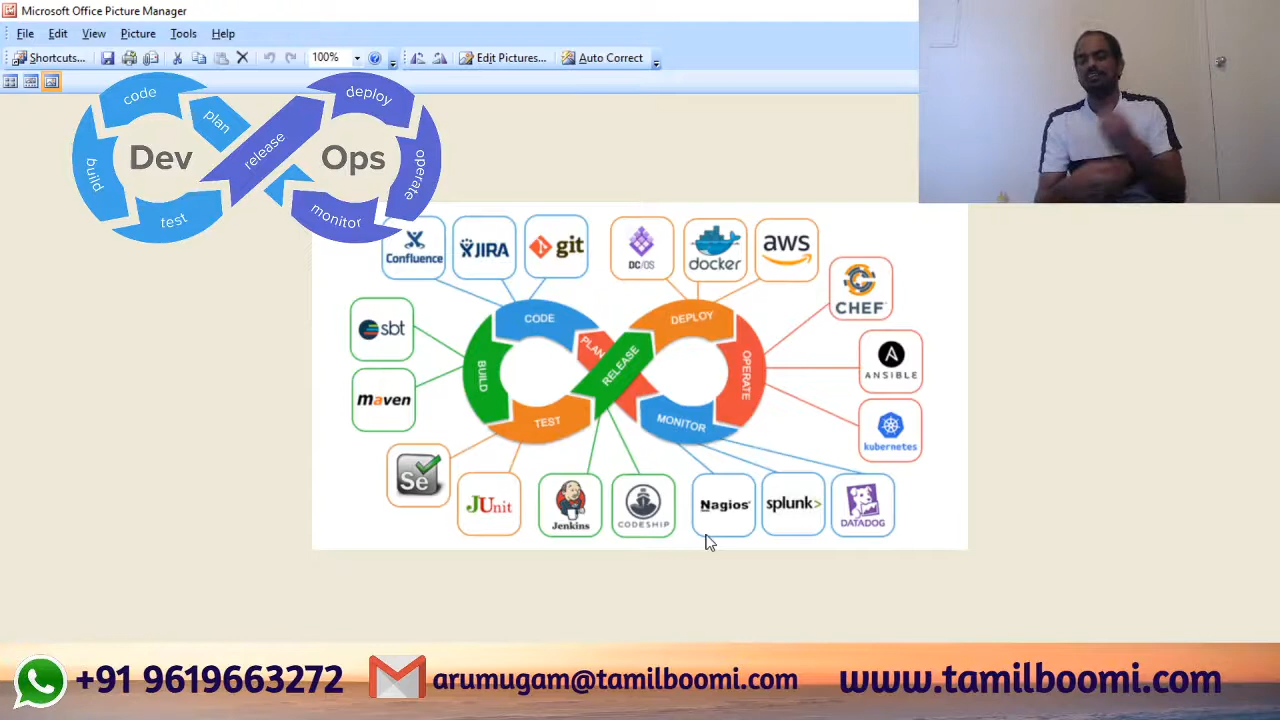 Microsoft Office Picture Manager
File Edit View Picture Tools Help
Shortcuts... 100% Edit Pictures... Auto Correct
code
plan
build
test
Dev
release
Ops
deploy
operate
monitor
Confluence
JIRA
git
DC/OS
docker
aws
CHEF
sbt
ANSIBLE
maven
kubernetes
CODE
PLAN
BUILD
TEST
RELEASE
DEPLOY
OPERATE
MONITOR
Se
JUnit
Jenkins
CODESHIP
Nagios®
splunk>
DATADOG
+91 9619663272
arumugam@tamilboomi.com
www.tamilboomi.com